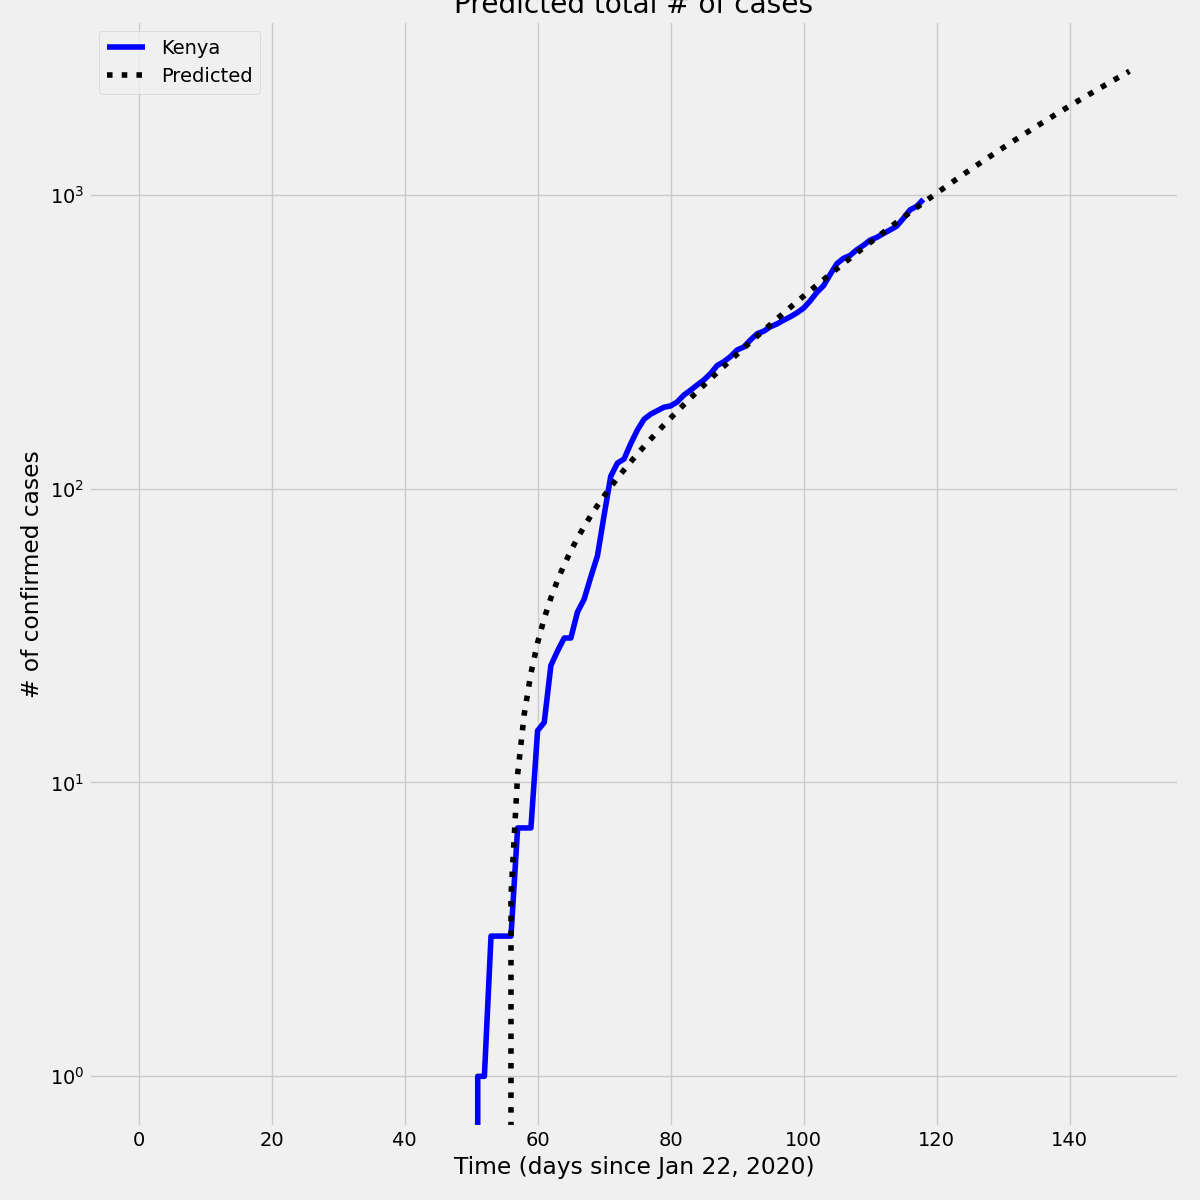 Predicted total # of cases
Kenya
Predicted
10³
10²
10¹
10⁰
# of confirmed cases
0 20 40 60 80 100 120 140
Time (days since Jan 22, 2020)